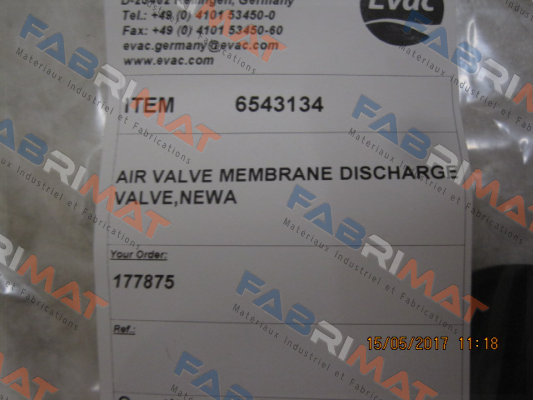 Evac
D-25462 Rellingen, Germany
Tel.: +49 (0) 4101 53450-0
Fax: +49 (0) 4101 53450-60
evac.germany@evac.com
www.evac.com
ITEM 6543134
AIR VALVE MEMBRANE DISCHARGE
VALVE,NEWA
Your Order:
177875
Ref.:
15/05/2017 11:18
FABRIMAT
Materiaux Industriel et Fabrications